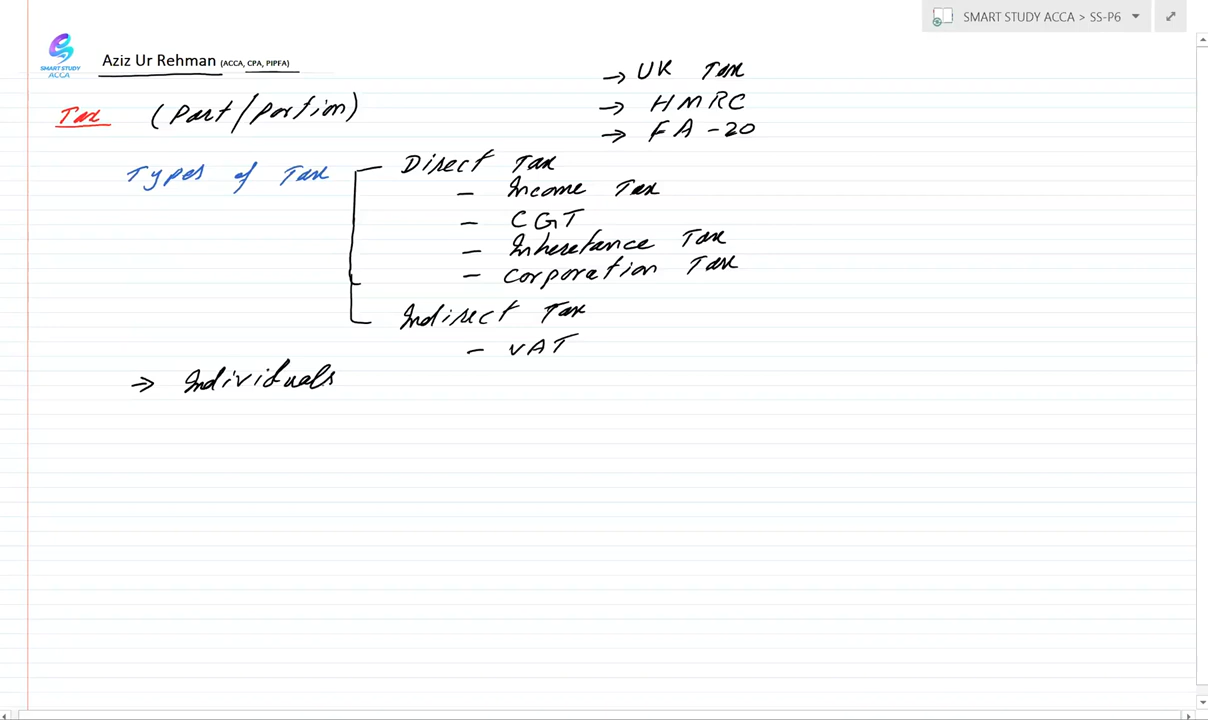 SMART STUDY ACCA > SS-P6
SMART STUDY
ACCA
Aziz Ur Rehman (ACCA, CPA, PIPFA)
→ UK Tax
→ HMRC
→ FA-20
Tax (Part/Portion)
Types of Tax
Direct Tax
- Income Tax
- CGT
- Inheretance Tax
- Corporation Tax
Indirect Tax
- VAT
⇒ Individuals